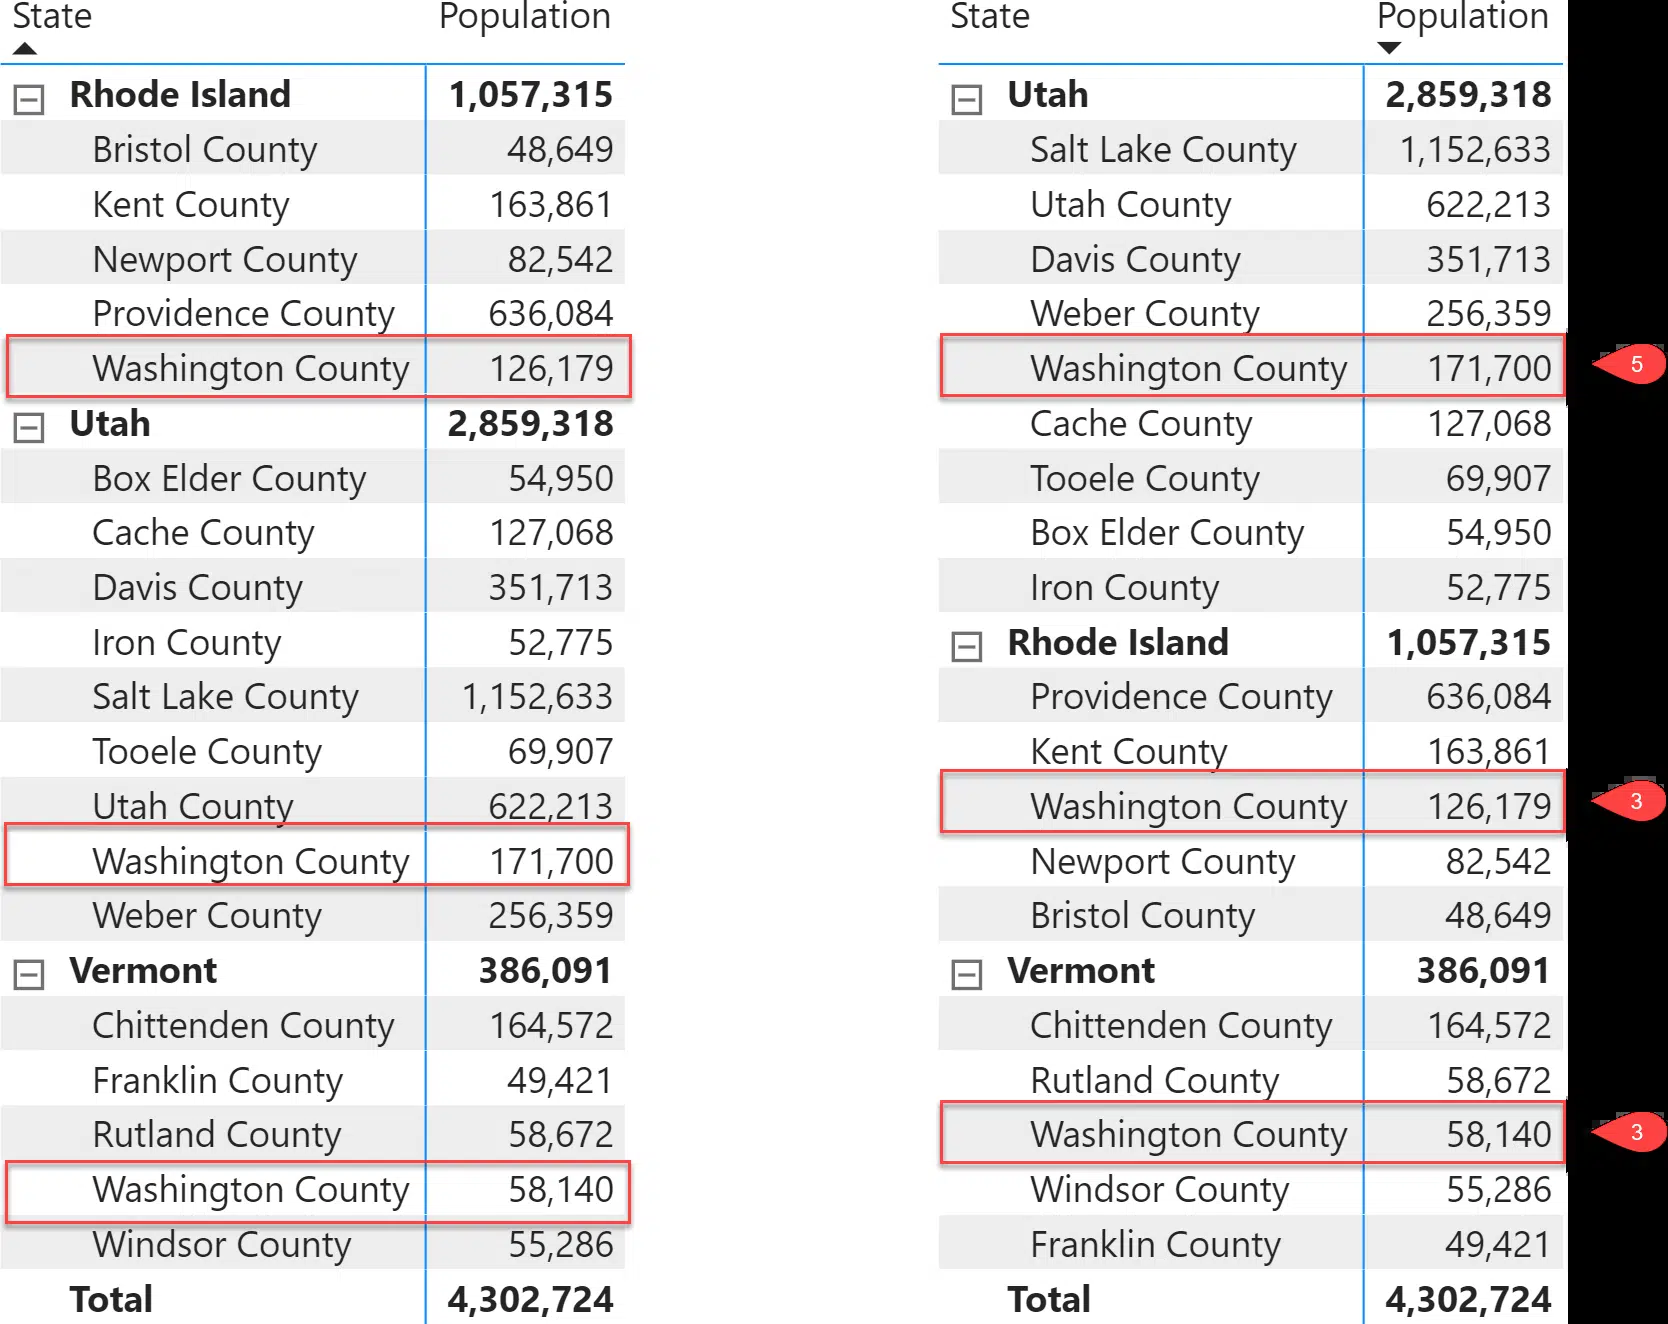 State Population
Rhode Island 1,057,315
Bristol County 48,649
Kent County 163,861
Newport County 82,542
Providence County 636,084
Washington County 126,179
Utah 2,859,318
Box Elder County 54,950
Cache County 127,068
Davis County 351,713
Iron County 52,775
Salt Lake County 1,152,633
Tooele County 69,907
Utah County 622,213
Washington County 171,700
Weber County 256,359
Vermont 386,091
Chittenden County 164,572
Franklin County 49,421
Rutland County 58,672
Washington County 58,140
Windsor County 55,286
Total 4,302,724
State Population
Utah 2,859,318
Salt Lake County 1,152,633
Utah County 622,213
Davis County 351,713
Weber County 256,359
Washington County 171,700 5
Cache County 127,068
Tooele County 69,907
Box Elder County 54,950
Iron County 52,775
Rhode Island 1,057,315
Providence County 636,084
Kent County 163,861
Washington County 126,179 3
Newport County 82,542
Bristol County 48,649
Vermont 386,091
Chittenden County 164,572
Rutland County 58,672
Washington County 58,140 3
Windsor County 55,286
Franklin County 49,421
Total 4,302,724